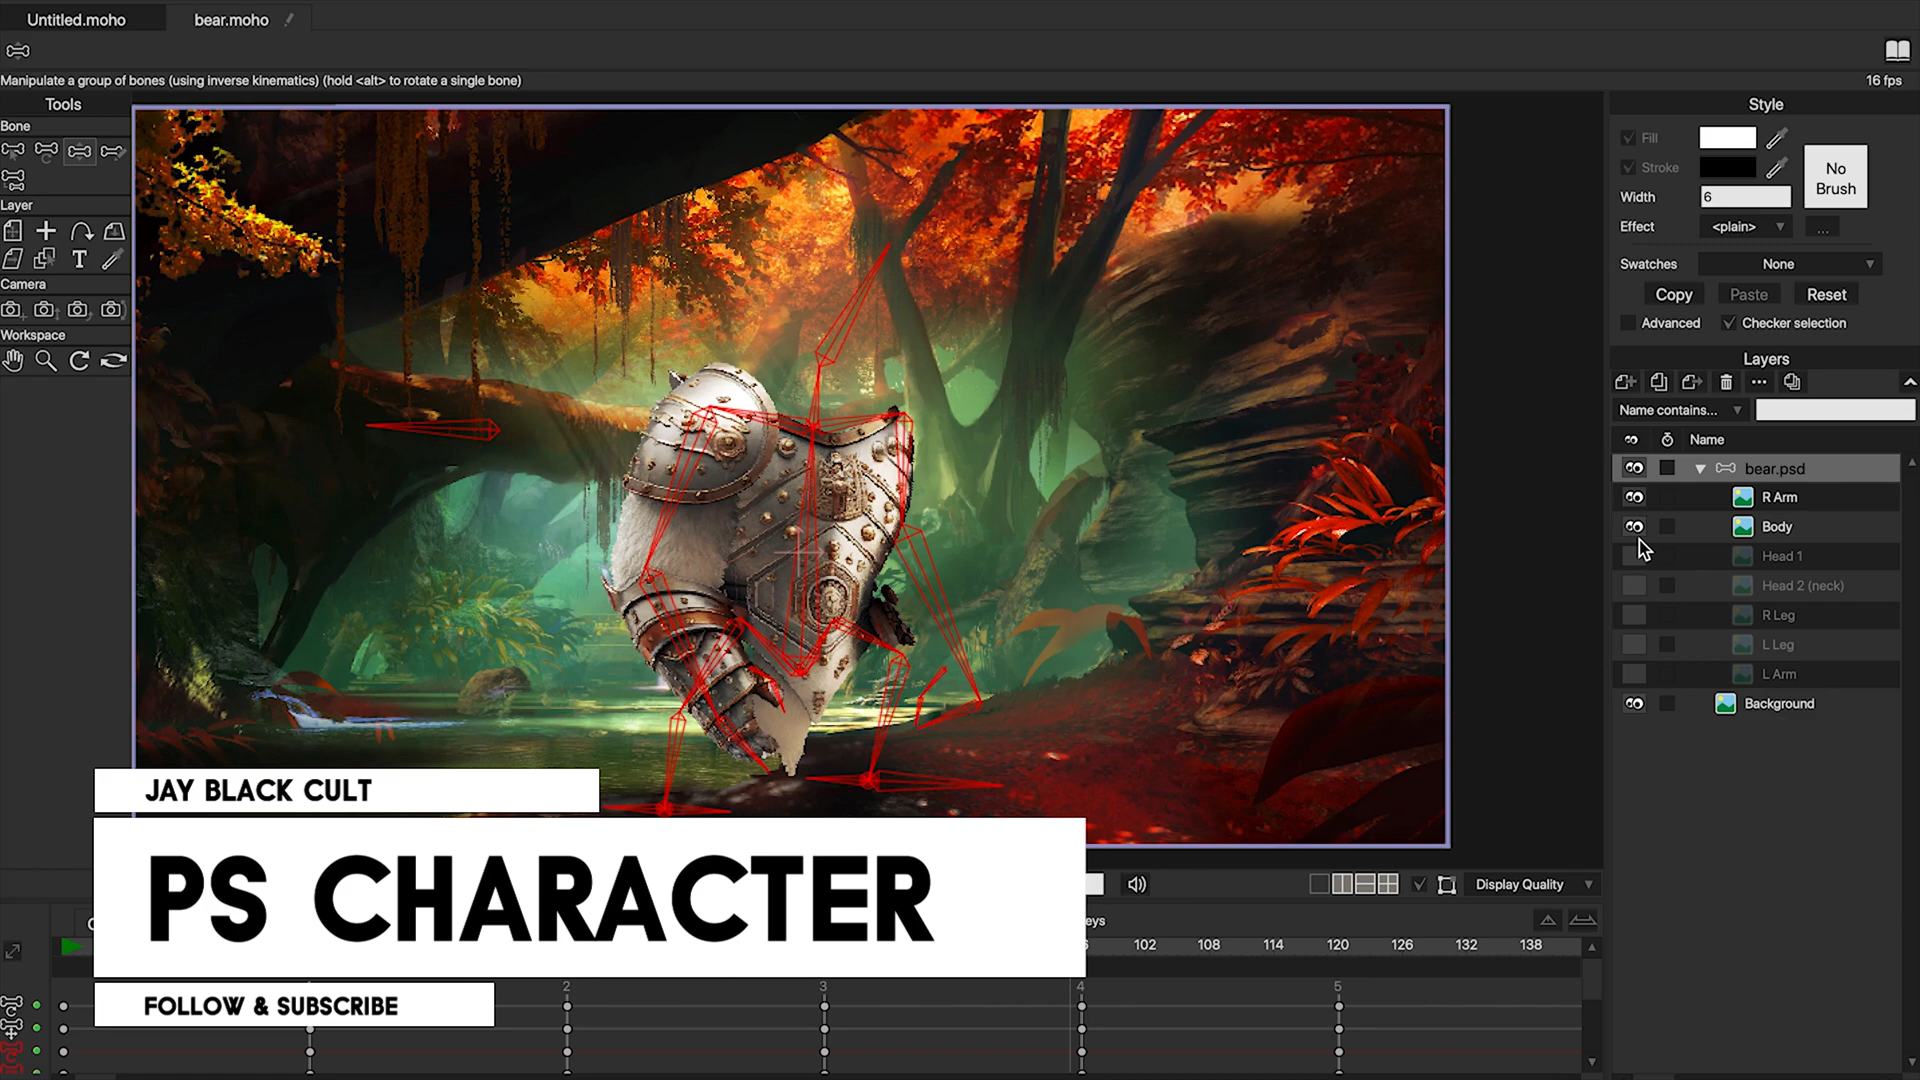 Untitled.moho
bear.moho
Manipulate a group of bones (using inverse kinematics) (hold <alt> to rotate a single bone)
16 fps
Tools
Bone
Layer
T
Camera
Workspace
Style
Fill
Stroke
No
Brush
Width
6
Effect
<plain>
...
Swatches
None
Copy
Paste
Reset
Advanced
Checker selection
Layers
Name contains...
Name
bear.psd
R Arm
Body
Head 1
Head 2 (neck)
R Leg
L Leg
L Arm
Background
JAY BLACK CULT
PS CHARACTER
FOLLOW & SUBSCRIBE
Display Quality
eys
102 108 114 120 126 132 138
2 3 4 5